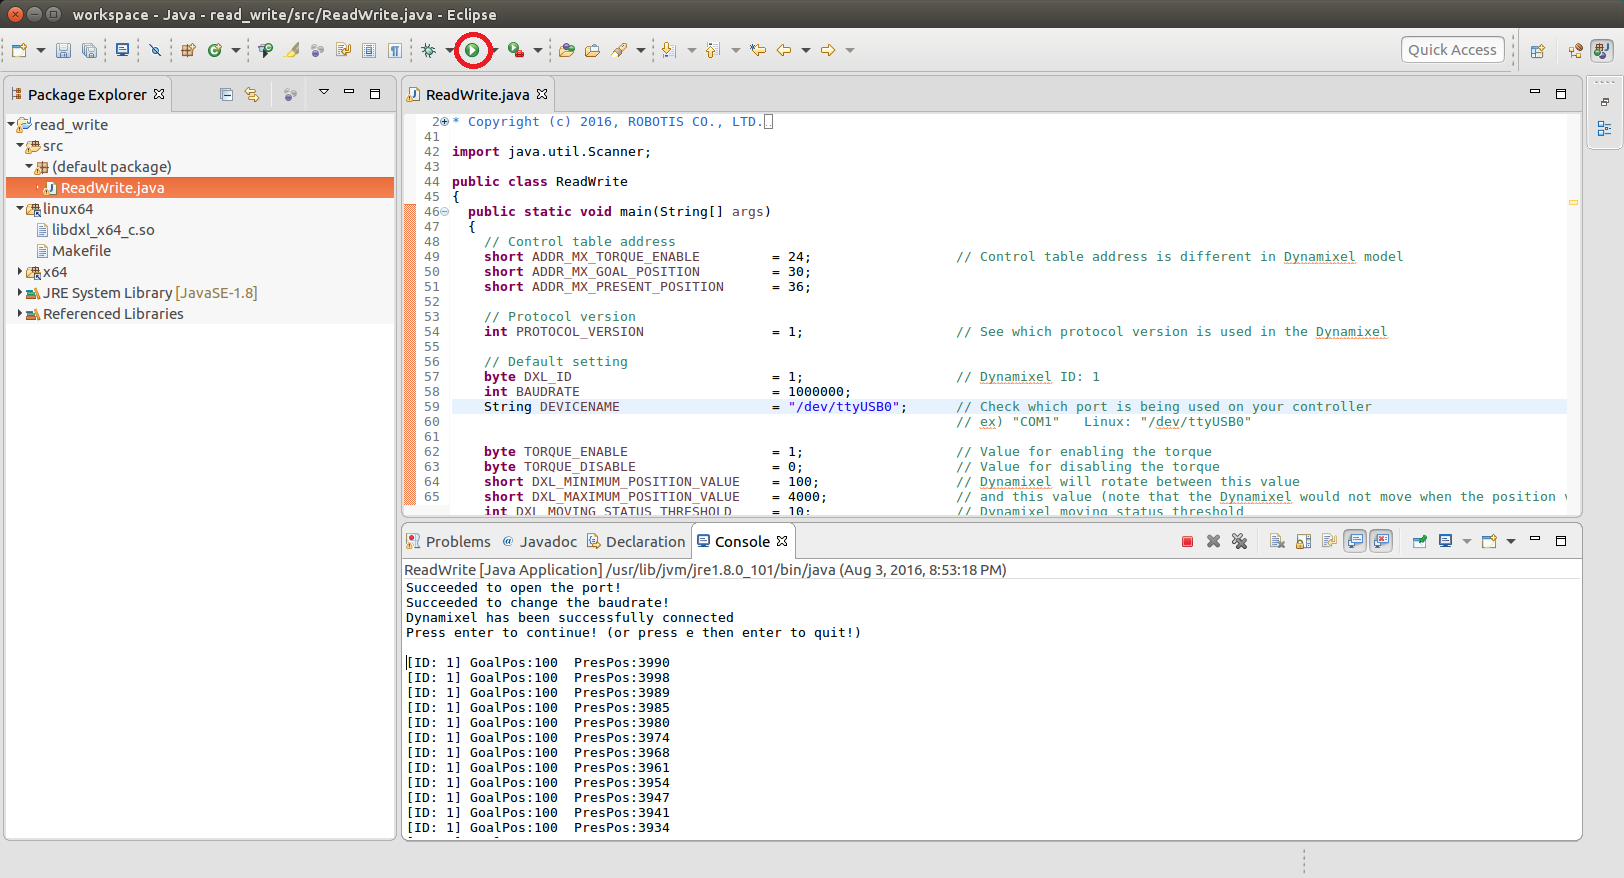 workspace - Java - read_write/src/ReadWrite.java - Eclipse
Quick Access
Package Explorer
read_write
src
(default package)
ReadWrite.java
linux64
libdxl_x64_c.so
Makefile
x64
JRE System Library [JavaSE-1.8]
Referenced Libraries
ReadWrite.java
2 * Copyright (c) 2016, ROBOTIS CO., LTD.
41
42 import java.util.Scanner;
43
44 public class ReadWrite
45 {
46 public static void main(String[] args)
47 {
48 // Control table address
49 short ADDR_MX_TORQUE_ENABLE = 24; // Control table address is different in Dynamixel model
50 short ADDR_MX_GOAL_POSITION = 30;
51 short ADDR_MX_PRESENT_POSITION = 36;
52
53 // Protocol version
54 int PROTOCOL_VERSION = 1; // See which protocol version is used in the Dynamixel
55
56 // Default setting
57 byte DXL_ID = 1; // Dynamixel ID: 1
58 int BAUDRATE = 1000000;
59 String DEVICENAME = "/dev/ttyUSB0"; // Check which port is being used on your controller
60 // ex) "COM1" Linux: "/dev/ttyUSB0"
61
62 byte TORQUE_ENABLE = 1; // Value for enabling the torque
63 byte TORQUE_DISABLE = 0; // Value for disabling the torque
64 short DXL_MINIMUM_POSITION_VALUE = 100; // Dynamixel will rotate between this value
65 short DXL_MAXIMUM_POSITION_VALUE = 4000; // and this value (note that the Dynamixel would not move when the position
int DXL_MOVING_STATUS_THRESHOLD = 10; // Dynamixel moving status threshold
Problems @ Javadoc Declaration Console
ReadWrite [Java Application] /usr/lib/jvm/jre1.8.0_101/bin/java (Aug 3, 2016, 8:53:18 PM)
Succeeded to open the port!
Succeeded to change the baudrate!
Dynamixel has been successfully connected
Press enter to continue! (or press e then enter to quit!)
[ID: 1] GoalPos:100 PresPos:3990
[ID: 1] GoalPos:100 PresPos:3998
[ID: 1] GoalPos:100 PresPos:3989
[ID: 1] GoalPos:100 PresPos:3985
[ID: 1] GoalPos:100 PresPos:3980
[ID: 1] GoalPos:100 PresPos:3974
[ID: 1] GoalPos:100 PresPos:3968
[ID: 1] GoalPos:100 PresPos:3961
[ID: 1] GoalPos:100 PresPos:3954
[ID: 1] GoalPos:100 PresPos:3947
[ID: 1] GoalPos:100 PresPos:3941
[ID: 1] GoalPos:100 PresPos:3934